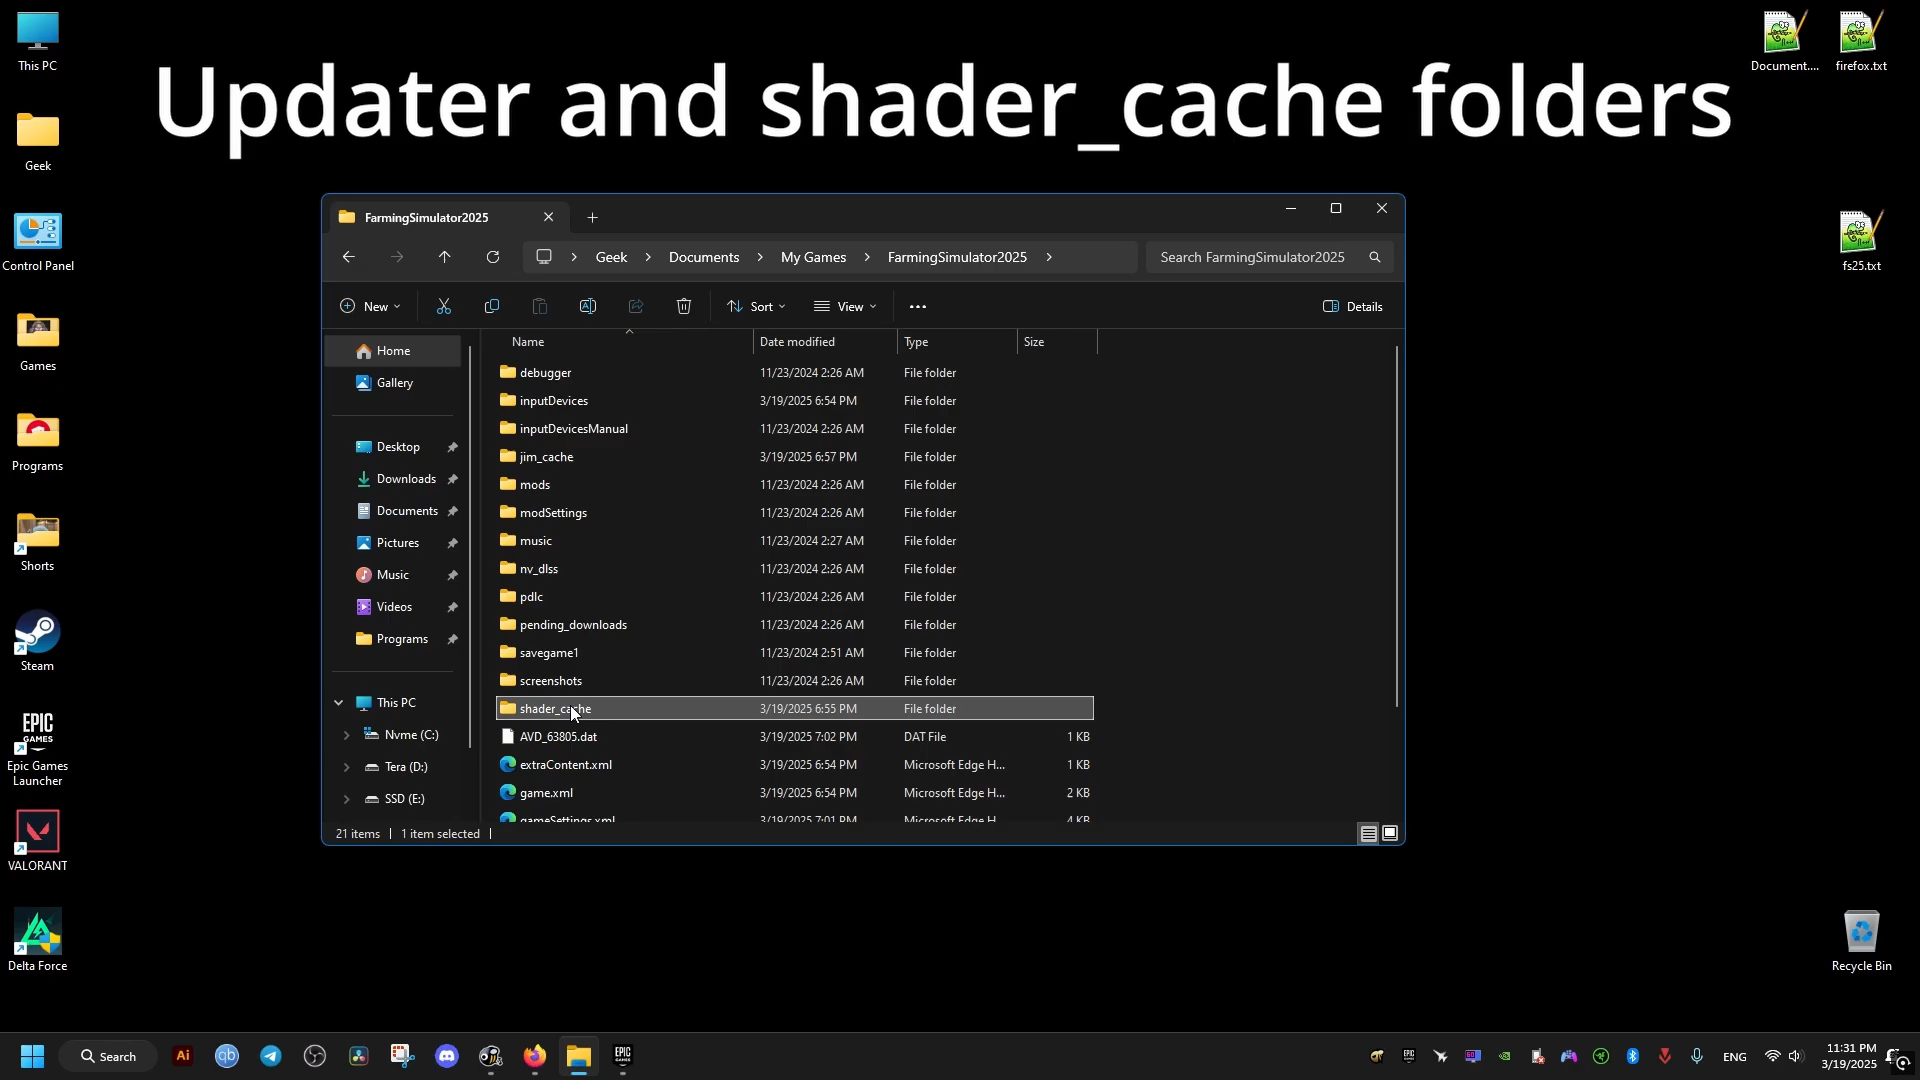 Updater and shader_cache folders
This PC
Geek
Control Panel
Games
Programs
Shorts
Steam
EPIC
GAMES
Epic Games
Launcher
VALORANT
Delta Force
Document....
firefox.txt
fs25.txt
Recycle Bin
FarmingSimulator2025
Geek > Documents > My Games > FarmingSimulator2025 >
Search FarmingSimulator2025
New
Sort
View
Details
Home
Gallery
Desktop
Downloads
Documents
Pictures
Music
Videos
Programs
This PC
Nvme (C:)
Tera (D:)
SSD (E:)
Name Date modified Type Size
debugger 11/23/2024 2:26 AM File folder
inputDevices 3/19/2025 6:54 PM File folder
inputDevicesManual 11/23/2024 2:26 AM File folder
jim_cache 3/19/2025 6:57 PM File folder
mods 11/23/2024 2:26 AM File folder
modSettings 11/23/2024 2:26 AM File folder
music 11/23/2024 2:27 AM File folder
nv_dlss 11/23/2024 2:26 AM File folder
pdlc 11/23/2024 2:26 AM File folder
pending_downloads 11/23/2024 2:26 AM File folder
savegame1 11/23/2024 2:51 AM File folder
screenshots 11/23/2024 2:26 AM File folder
shader_cache 3/19/2025 6:55 PM File folder
AVD_63805.dat 3/19/2025 7:02 PM DAT File 1 KB
extraContent.xml 3/19/2025 6:54 PM Microsoft Edge H... 1 KB
game.xml 3/19/2025 6:54 PM Microsoft Edge H... 2 KB
gameSettings.xml 3/19/2025 7:01 PM Microsoft Edge H... 4 KB
21 items 1 item selected
Search
Ai
qb
EPIC
GAMES
ENG
11:31 PM
3/19/2025